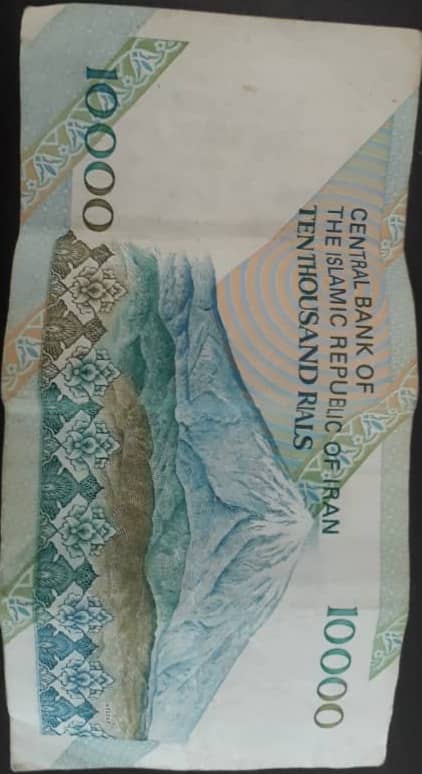 CENTRAL BANK OF
THE ISLAMIC REPUBLIC OF IRAN
TEN THOUSAND RIALS
10000
10000